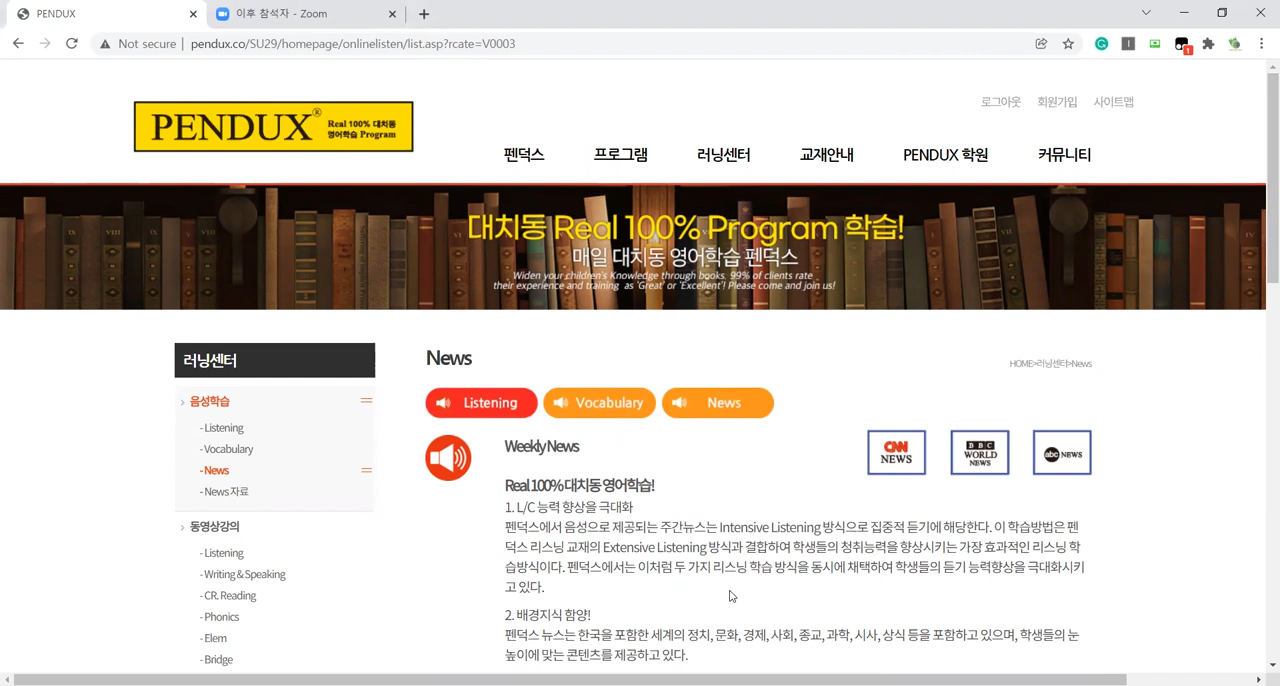 PENDUX
이후 참석자 - Zoom
Not secure
pendux.co/SU29/homepage/onlinelisten/list.asp?rcate=V0003
1
로그아웃 회원가입 사이트맵
PENDUX® Real 100% 대치동 영어학습 Program
펜덕스 프로그램 러닝센터 교재안내 PENDUX 학원 커뮤니티
대치동 Real 100% Program 학습!
매일 대치동 영어학습 펜덕스
Widen your children's Knowledge through books. 99% of clients rate
their experience and training as 'Great' or 'Excellent'! Please come and join us!
러닝센터
음성학습
- Listening
- Vocabulary
- News
- News 자료
동영상강의
- Listening
- Writing & Speaking
- CR. Reading
- Phonics
- Elem
- Bridge
News
HOME>러닝센터>News
Listening Vocabulary News
Weekly News
CNN NEWS
BBC WORLD NEWS
abc NEWS
Real 100% 대치동 영어학습!
1. L/C 능력 향상을 극대화
펜덕스에서 음성으로 제공되는 주간뉴스는 Intensive Listening 방식으로 집중적 듣기에 해당한다. 이 학습방법은 펜
덕스 리스닝 교재의 Extensive Listening 방식과 결합하여 학생들의 청취능력을 향상시키는 가장 효과적인 리스닝 학
습방식이다. 펜덕스에서는 이처럼 두 가지 리스닝 학습 방식을 동시에 채택하여 학생들의 듣기 능력향상을 극대화시키
고 있다.
2. 배경지식 함양!
펜덕스 뉴스는 한국을 포함한 세계의 정치, 문화, 경제, 사회, 종교, 과학, 시사, 상식 등을 포함하고 있으며, 학생들의 눈
높이에 맞는 콘텐츠를 제공하고 있다.